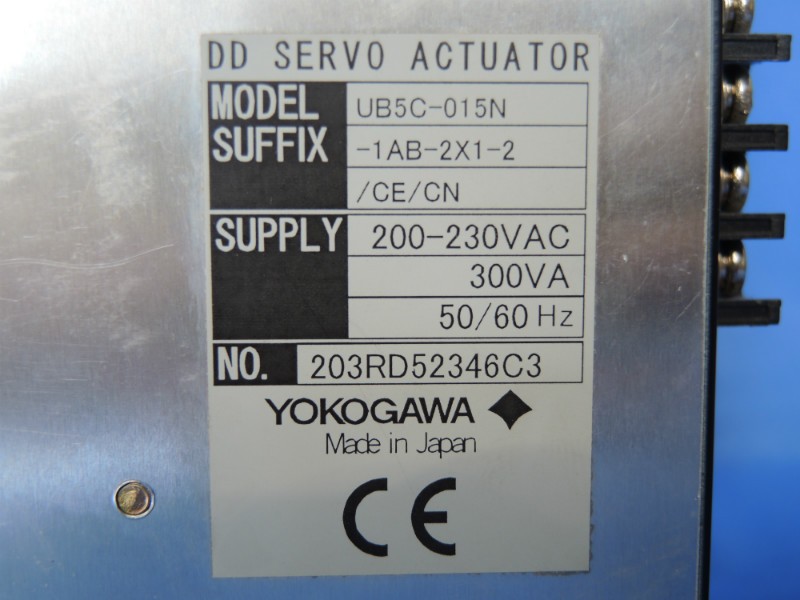 DD SERVO ACTUATOR
MODEL UB5C-015N
SUFFIX -1AB-2X1-2
/CE/CN
SUPPLY 200-230VAC
300VA
50/60 Hz
NO. 203RD52346C3
YOKOGAWA
Made in Japan
CE